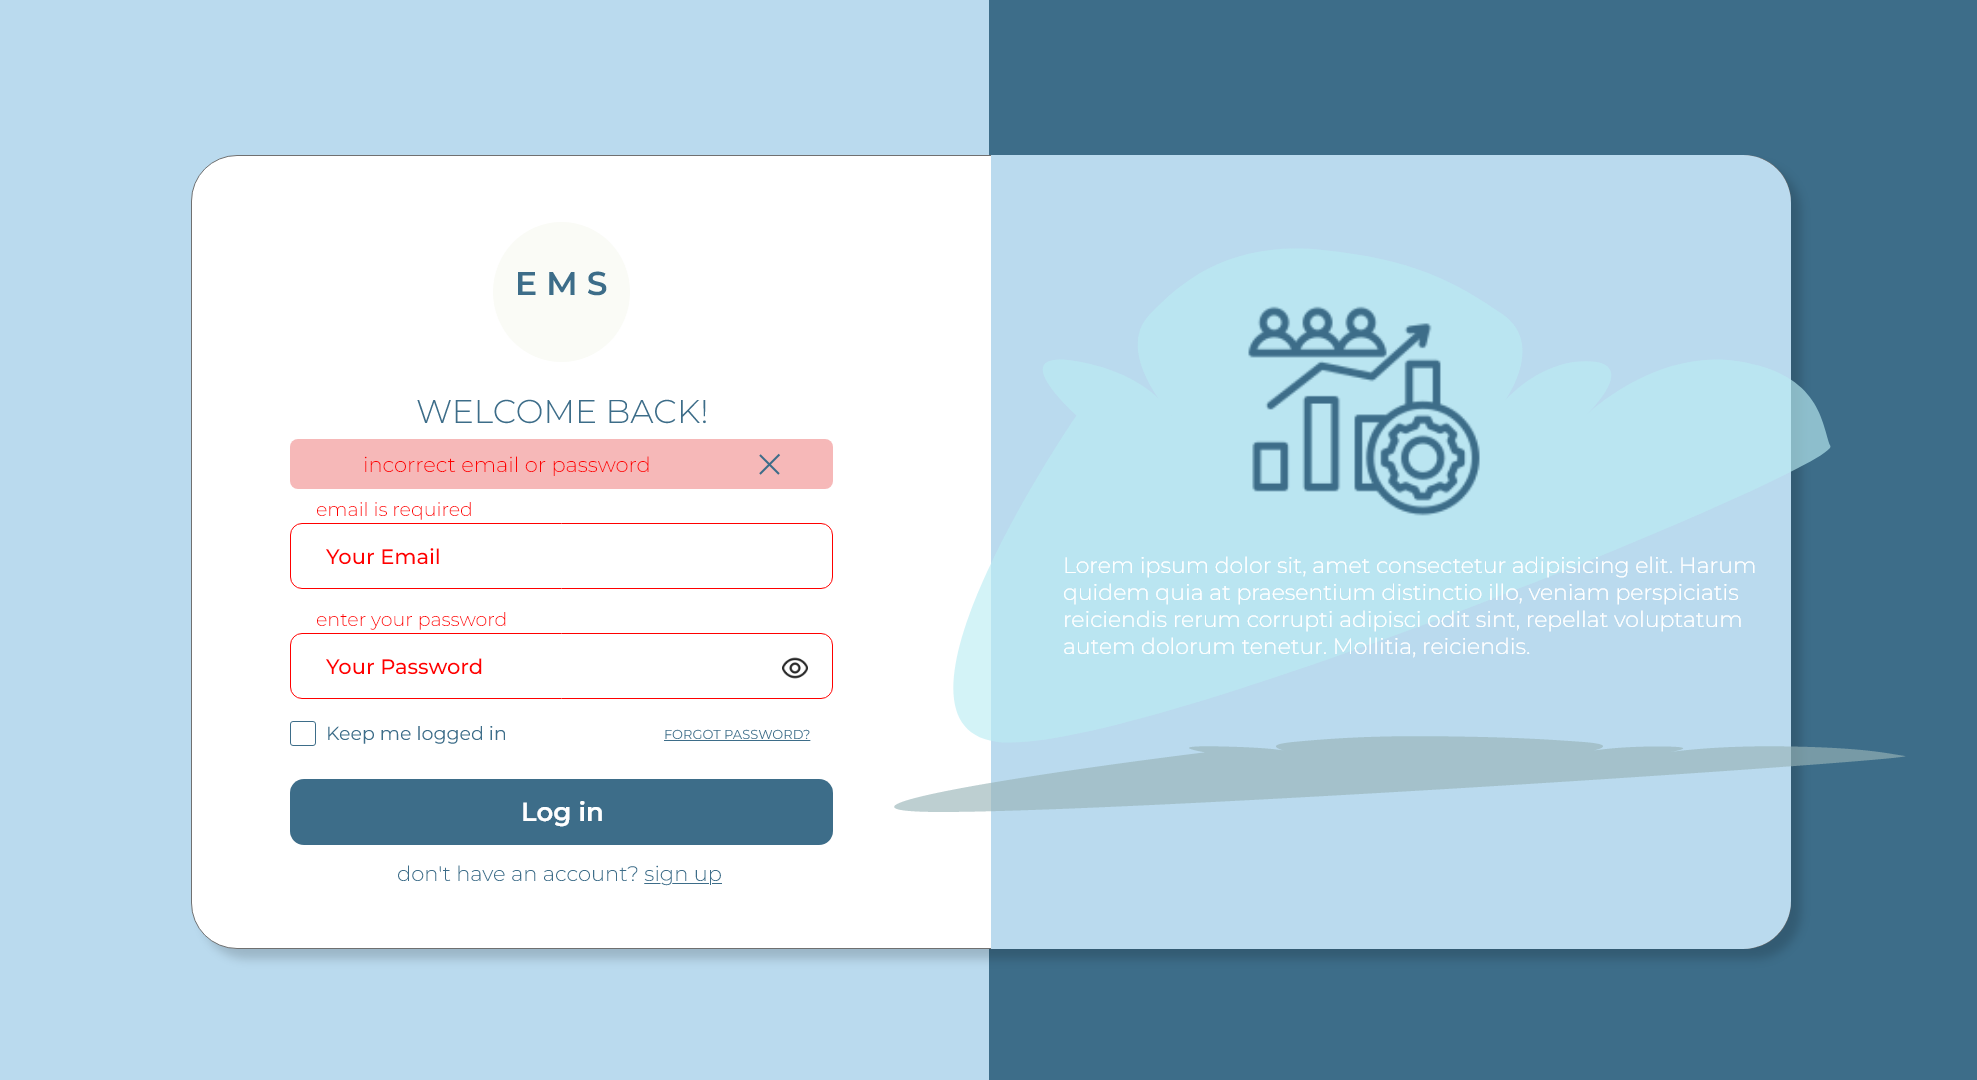 E M S
WELCOME BACK!
incorrect email or password
email is required
Your Email
enter your password
Your Password
Keep me logged in
FORGOT PASSWORD?
Log in
don't have an account? sign up
Lorem ipsum dolor sit, amet consectetur adipisicing elit. Harum
quidem quia at praesentium distinctio illo, veniam perspiciatis
reiciendis rerum corrupti adipisci odit sint, repellat voluptatum
autem dolorum tenetur. Mollitia, reiciendis.